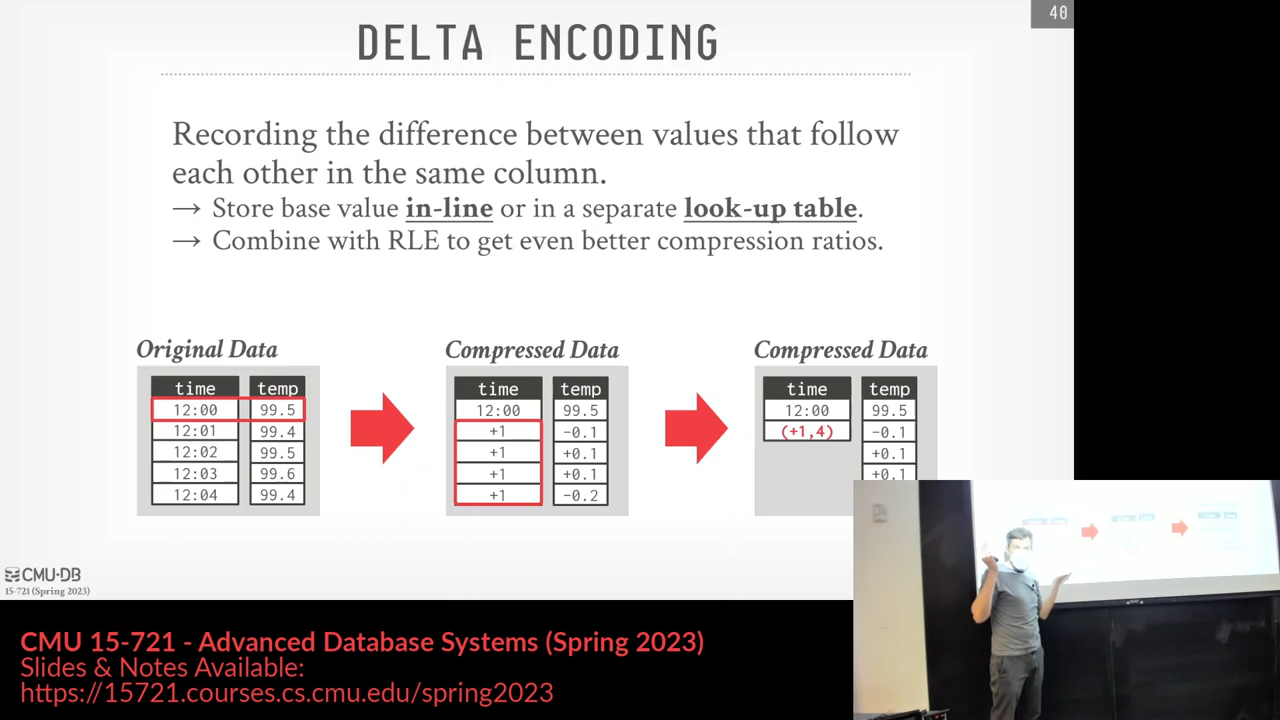 40
DELTA ENCODING
Recording the difference between values that follow
each other in the same column.
→ Store base value in-line or in a separate look-up table.
→ Combine with RLE to get even better compression ratios.
Original Data
time temp
12:00 99.5
12:01 99.4
12:02 99.5
12:03 99.6
12:04 99.4
Compressed Data
time temp
12:00 99.5
+1 -0.1
+1 +0.1
+1 +0.1
+1 -0.2
Compressed Data
time temp
12:00 99.5
(+1,4) -0.1
+0.1
+0.1
CMU·DB
15-721 (Spring 2023)
CMU 15-721 - Advanced Database Systems (Spring 2023)
Slides & Notes Available:
https://15721.courses.cs.cmu.edu/spring2023